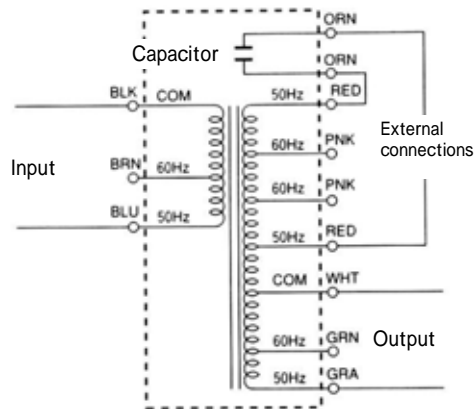 ORN
Capacitor
ORN
BLK
COM
50Hz
RED
60Hz
PNK
External
connections
Input
BRN
60Hz
60Hz
PNK
BLU
50Hz
50Hz
RED
COM
WHT
60Hz
GRN
Output
50Hz
GRA